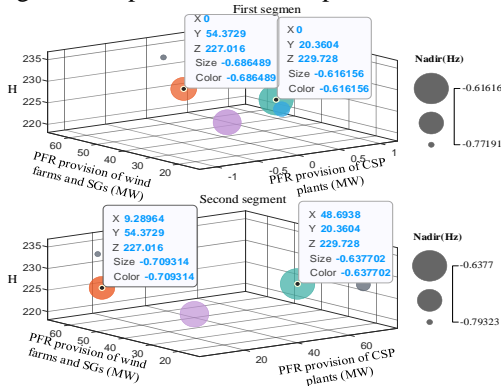 First segmen
X 0
Y 54.3729
Z 227.016
Size -0.686489
Color -0.686489
X 0
Y 20.3604
Z 229.728
Size -0.616156
Color -0.616156
235
230
225
220
H
60
40
20
PFR provision of wind
farms and SGs (MW)
-1
-0.5
0
0.5
1
PFR provision of CSP
plants (MW)
Nadir(Hz)
-0.61616
-0.77191
Second segment
X 9.28964
Y 54.3729
Z 227.016
Size -0.709314
Color -0.709314
X 48.6938
Y 20.3604
Z 229.728
Size -0.637702
Color -0.637702
235
230
225
220
H
60
40
20
PFR provision of wind
farms and SGs (MW)
20
40
60
PFR provision of CSP
plants (MW)
Nadir(Hz)
-0.6377
-0.79323